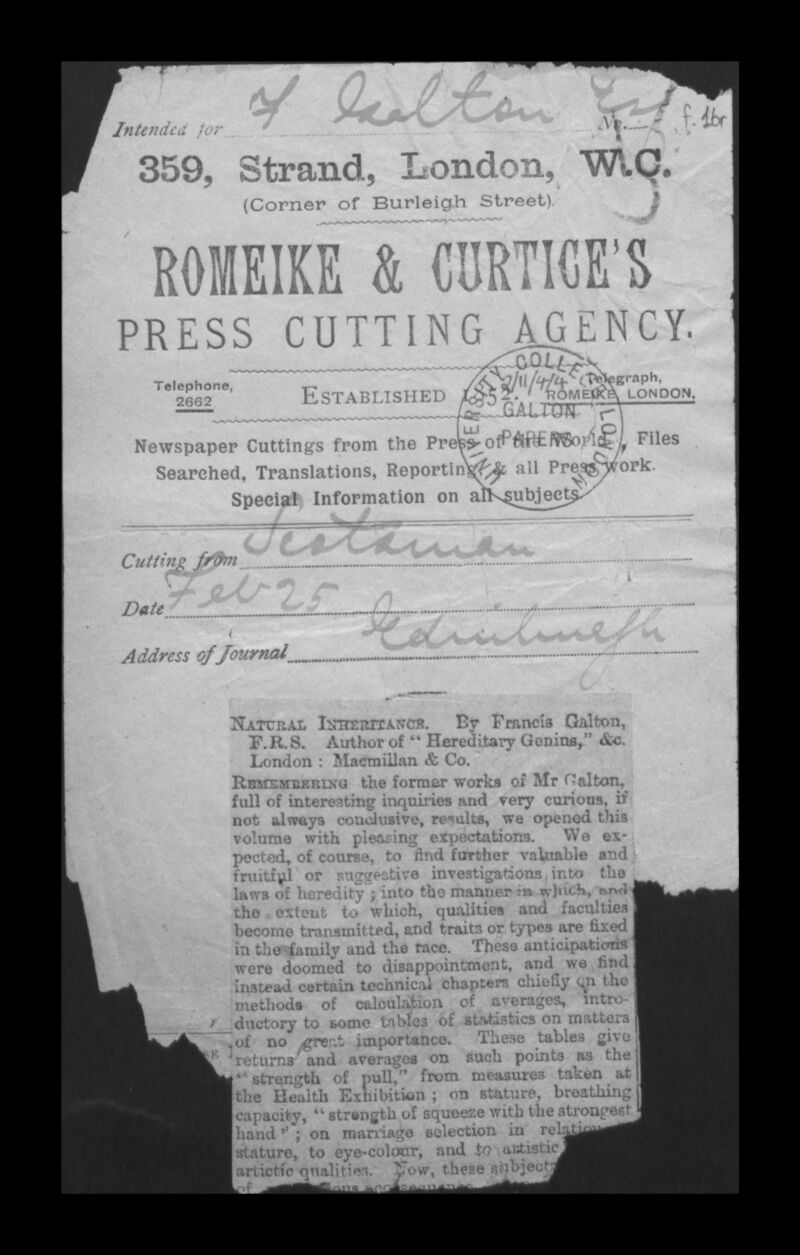 Intended for F Galton Esq No. f. 1br
359, Strand, London, W.C.
(Corner of Burleigh Street).
ROMEIKE & CURTICE'S
PRESS CUTTING AGENCY.
Telephone,
2662
ESTABLISHED 1852.
Telegraph,
ROMEIKE LONDON.
UNIVERSITY COLLEGE LONDON
2/11/4/4
GALTON
PAPERS
Newspaper Cuttings from the Press of the World, Files
Searched, Translations, Reporting, & all Press work.
Special Information on all subjects
Cutting from Scotsman
Date Feb 25
Address of Journal Edinburgh
NATURAL INHERITANCE. By Francis Galton,
F.R.S. Author of “Hereditary Genius,” &c.
London : Macmillan & Co.
REMEMBERING the former works of Mr Galton,
full of interesting inquiries and very curious, if
not always conclusive, results, we opened this
volume with pleasing expectations. We ex-
pected, of course, to find further valuable and
fruitful or suggestive investigations into the
laws of heredity ; into the manner in which, and
the extent to which, qualities and faculties
become transmitted, and traits or types are fixed
in the family and the race. These anticipations
were doomed to disappointment, and we find
instead certain technical chapters chiefly on the
methods of calculation of averages, intro-
ductory to some tables of statistics on matters
of no great importance. These tables give
returns and averages on such points as the
“strength of pull,” from measures taken at
the Health Exhibition ; on stature, breathing
capacity, “strength of squeeze with the strongest
hand” ; on marriage selection in relation
stature, to eye-colour, and to artistic
artictic qualities. Now, these subjects
of